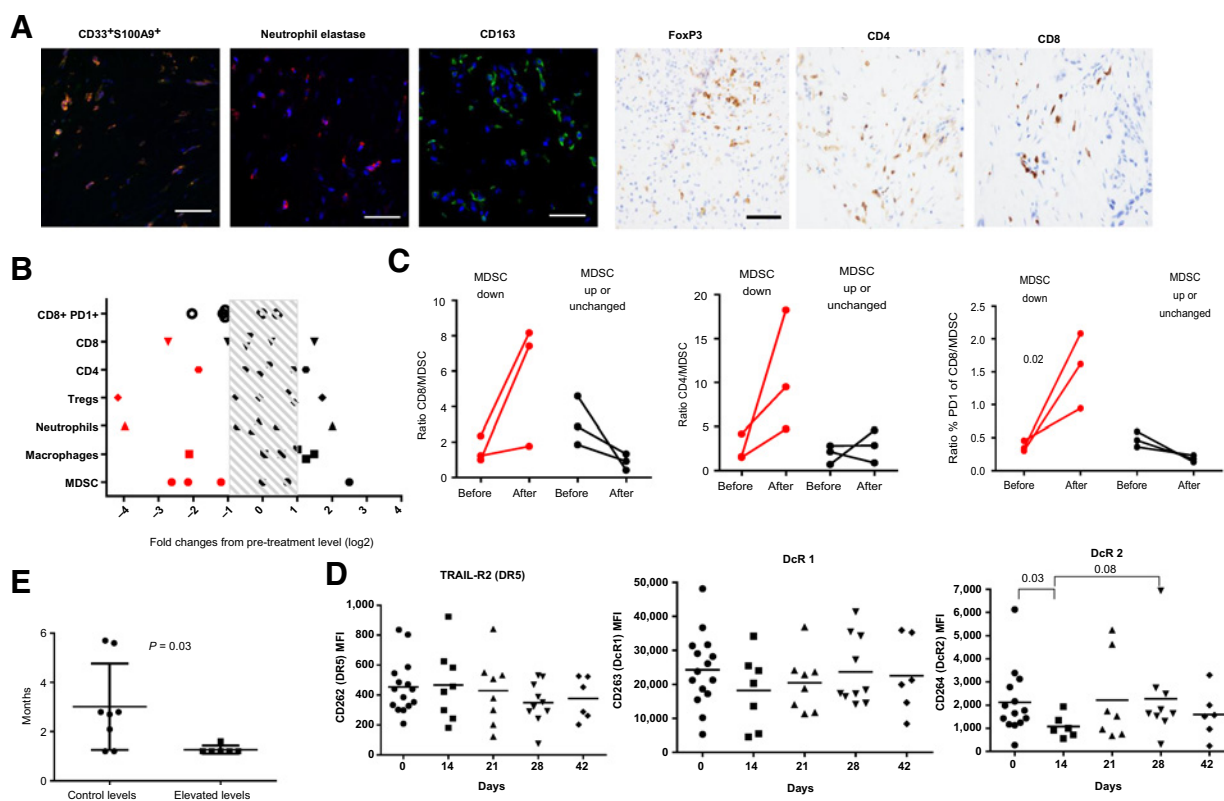 A
CD33+S100A9+
Neutrophil elastase
CD163
FoxP3
CD4
CD8
B
CD8+ PD1+
CD8
CD4
Tregs
Neutrophils
Macrophages
MDSC
–4 –3 –2 –1 0 1 2 3 4
Fold changes from pre-treatment level (log2)
C
MDSC
down
MDSC
up or
unchanged
Ratio CD8/MDSC
10
8
6
4
2
0
Before After Before After
MDSC
down
MDSC
up or
unchanged
Ratio CD4/MDSC
20
15
10
5
0
Before After Before After
MDSC
down
MDSC
up or
unchanged
0.02
Ratio % PD1 of CD8/MDSC
2.5
2.0
1.5
1.0
0.5
0.0
Before After Before After
E
P = 0.03
Months
6
4
2
0
Control levels Elevated levels
D
TRAIL-R2 (DR5)
CD262 (DR5) MFI
1,000
800
600
400
200
0
0 14 21 28 42
Days
DcR 1
CD263 (DcR1) MFI
50,000
40,000
30,000
20,000
10,000
0
0 14 21 28 42
Days
DcR 2
0.03
0.08
CD264 (DcR2) MFI
7,000
6,000
5,000
4,000
3,000
2,000
1,000
0
0 14 21 28 42
Days